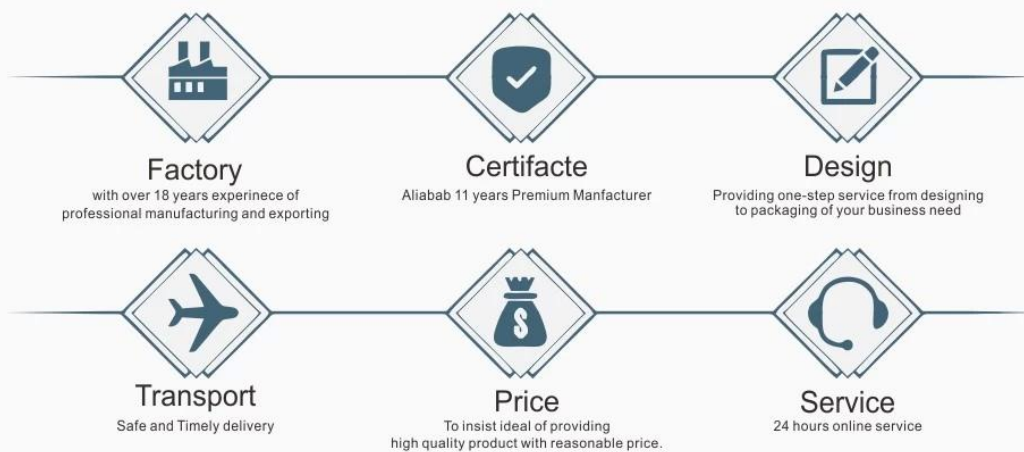 Factory
with over 18 years experinece of
professional manufacturing and exporting
Certifacte
Aliabab 11 years Premium Manfacturer
Design
Providing one-step service from designing
to packaging of your business need
Transport
Safe and Timely delivery
Price
To insist ideal of providing
high quality product with reasonable price.
Service
24 hours online service